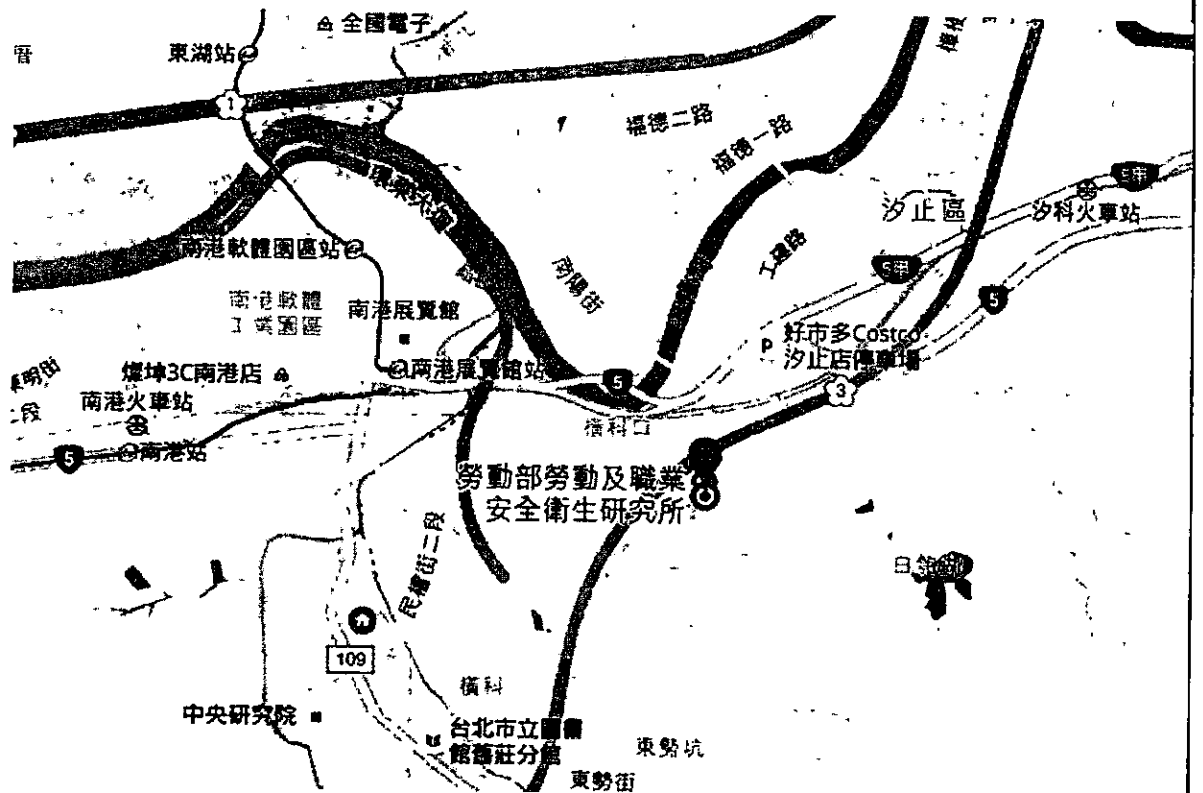 全國電子
東湖站
1
福德二路
福德一路
汐止區
5甲
汐科火車站
環東大道
南港軟體園區站
工建路
南陽街
5甲
5
南港軟體
工業園區
南港展覽館
好市多Costco
汐止店停車場
P
燦坤3C南港店
南港展覽館站
5
3
南港火車站
橫科口
5
南港站
勞動部勞動及職業
安全衛生研究所
民權街二段
109
橫科
中央研究院
台北市立圖書
館舊莊分館
東勢坑
東勢街